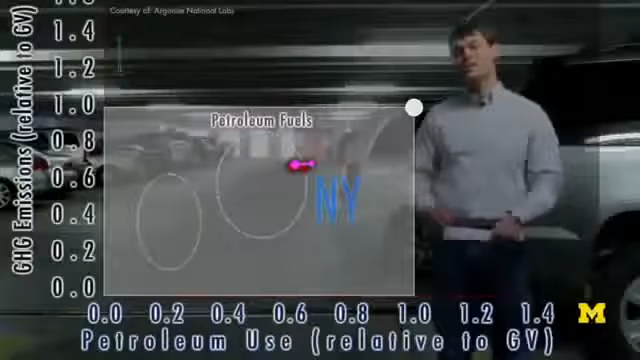 Courtesy of: Argonne National Labs
GHG Emissions (relative to GV)
1.4
1.2
1.0
0.8
0.6
0.4
0.2
0.0
Petroleum Fuels
NY
0.0 0.2 0.4 0.6 0.8 1.0 1.2 1.4
Petroleum Use (relative to GV)
M